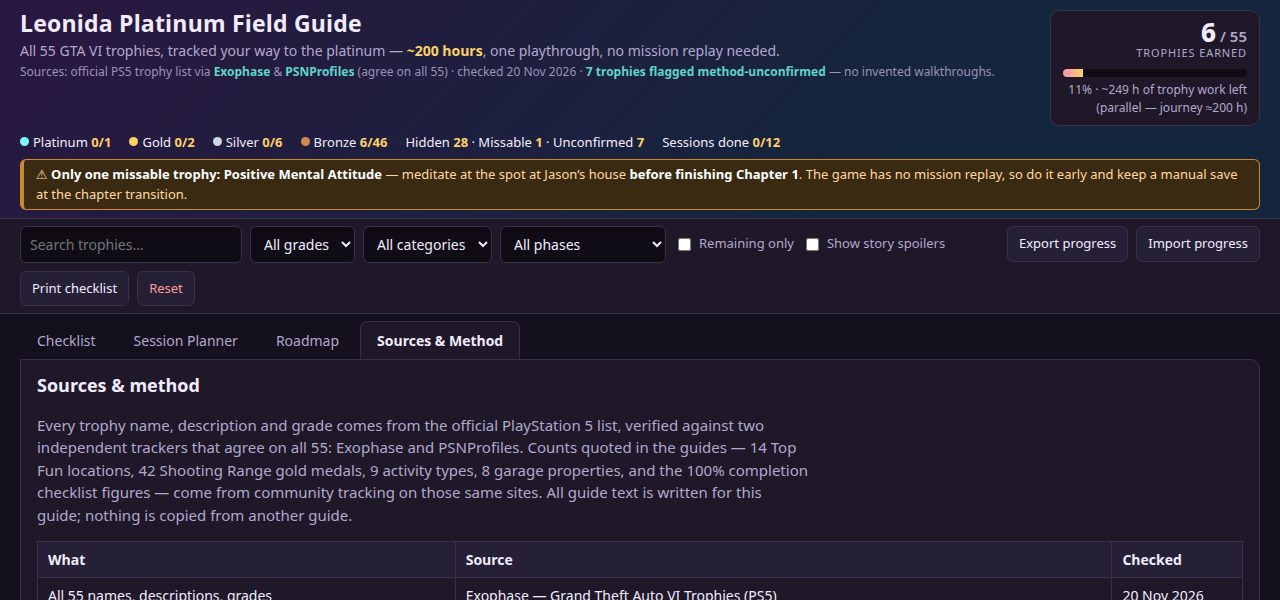 Leonida Platinum Field Guide
All 55 GTA VI trophies, tracked your way to the platinum — ~200 hours, one playthrough, no mission replay needed.
Sources: official PS5 trophy list via Exophase & PSNProfiles (agree on all 55) · checked 20 Nov 2026 · 7 trophies flagged method-unconfirmed — no invented walkthroughs.
6 / 55
TROPHIES EARNED
11% · ~249 h of trophy work left
(parallel — journey ≈200 h)
Platinum 0/1 Gold 0/2 Silver 0/6 Bronze 6/46 Hidden 28 · Missable 1 · Unconfirmed 7 Sessions done 0/12
⚠ Only one missable trophy: Positive Mental Attitude — meditate at the spot at Jason's house before finishing Chapter 1. The game has no mission replay, so do it early and keep a manual save
at the chapter transition.
Search trophies... All grades All categories All phases Remaining only Show story spoilers Export progress Import progress
Print checklist Reset
Checklist Session Planner Roadmap Sources & Method
Sources & method
Every trophy name, description and grade comes from the official PlayStation 5 list, verified against two
independent trackers that agree on all 55: Exophase and PSNProfiles. Counts quoted in the guides — 14 Top
Fun locations, 42 Shooting Range gold medals, 9 activity types, 8 garage properties, and the 100% completion
checklist figures — come from community tracking on those same sites. All guide text is written for this
guide; nothing is copied from another guide.
What Source Checked
All 55 names, descriptions, grades Exophase — Grand Theft Auto VI Trophies (PS5) 20 Nov 2026